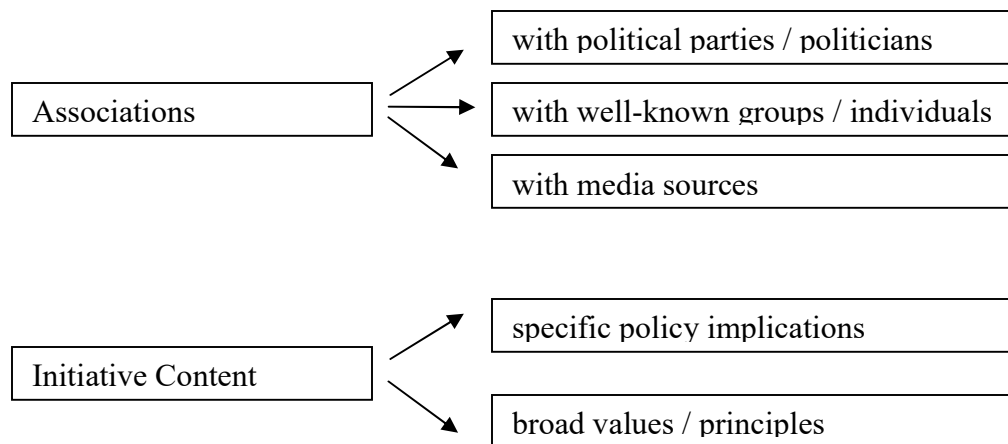 with political parties / politicians
Associations
with well-known groups / individuals
with media sources
specific policy implications
Initiative Content
broad values / principles